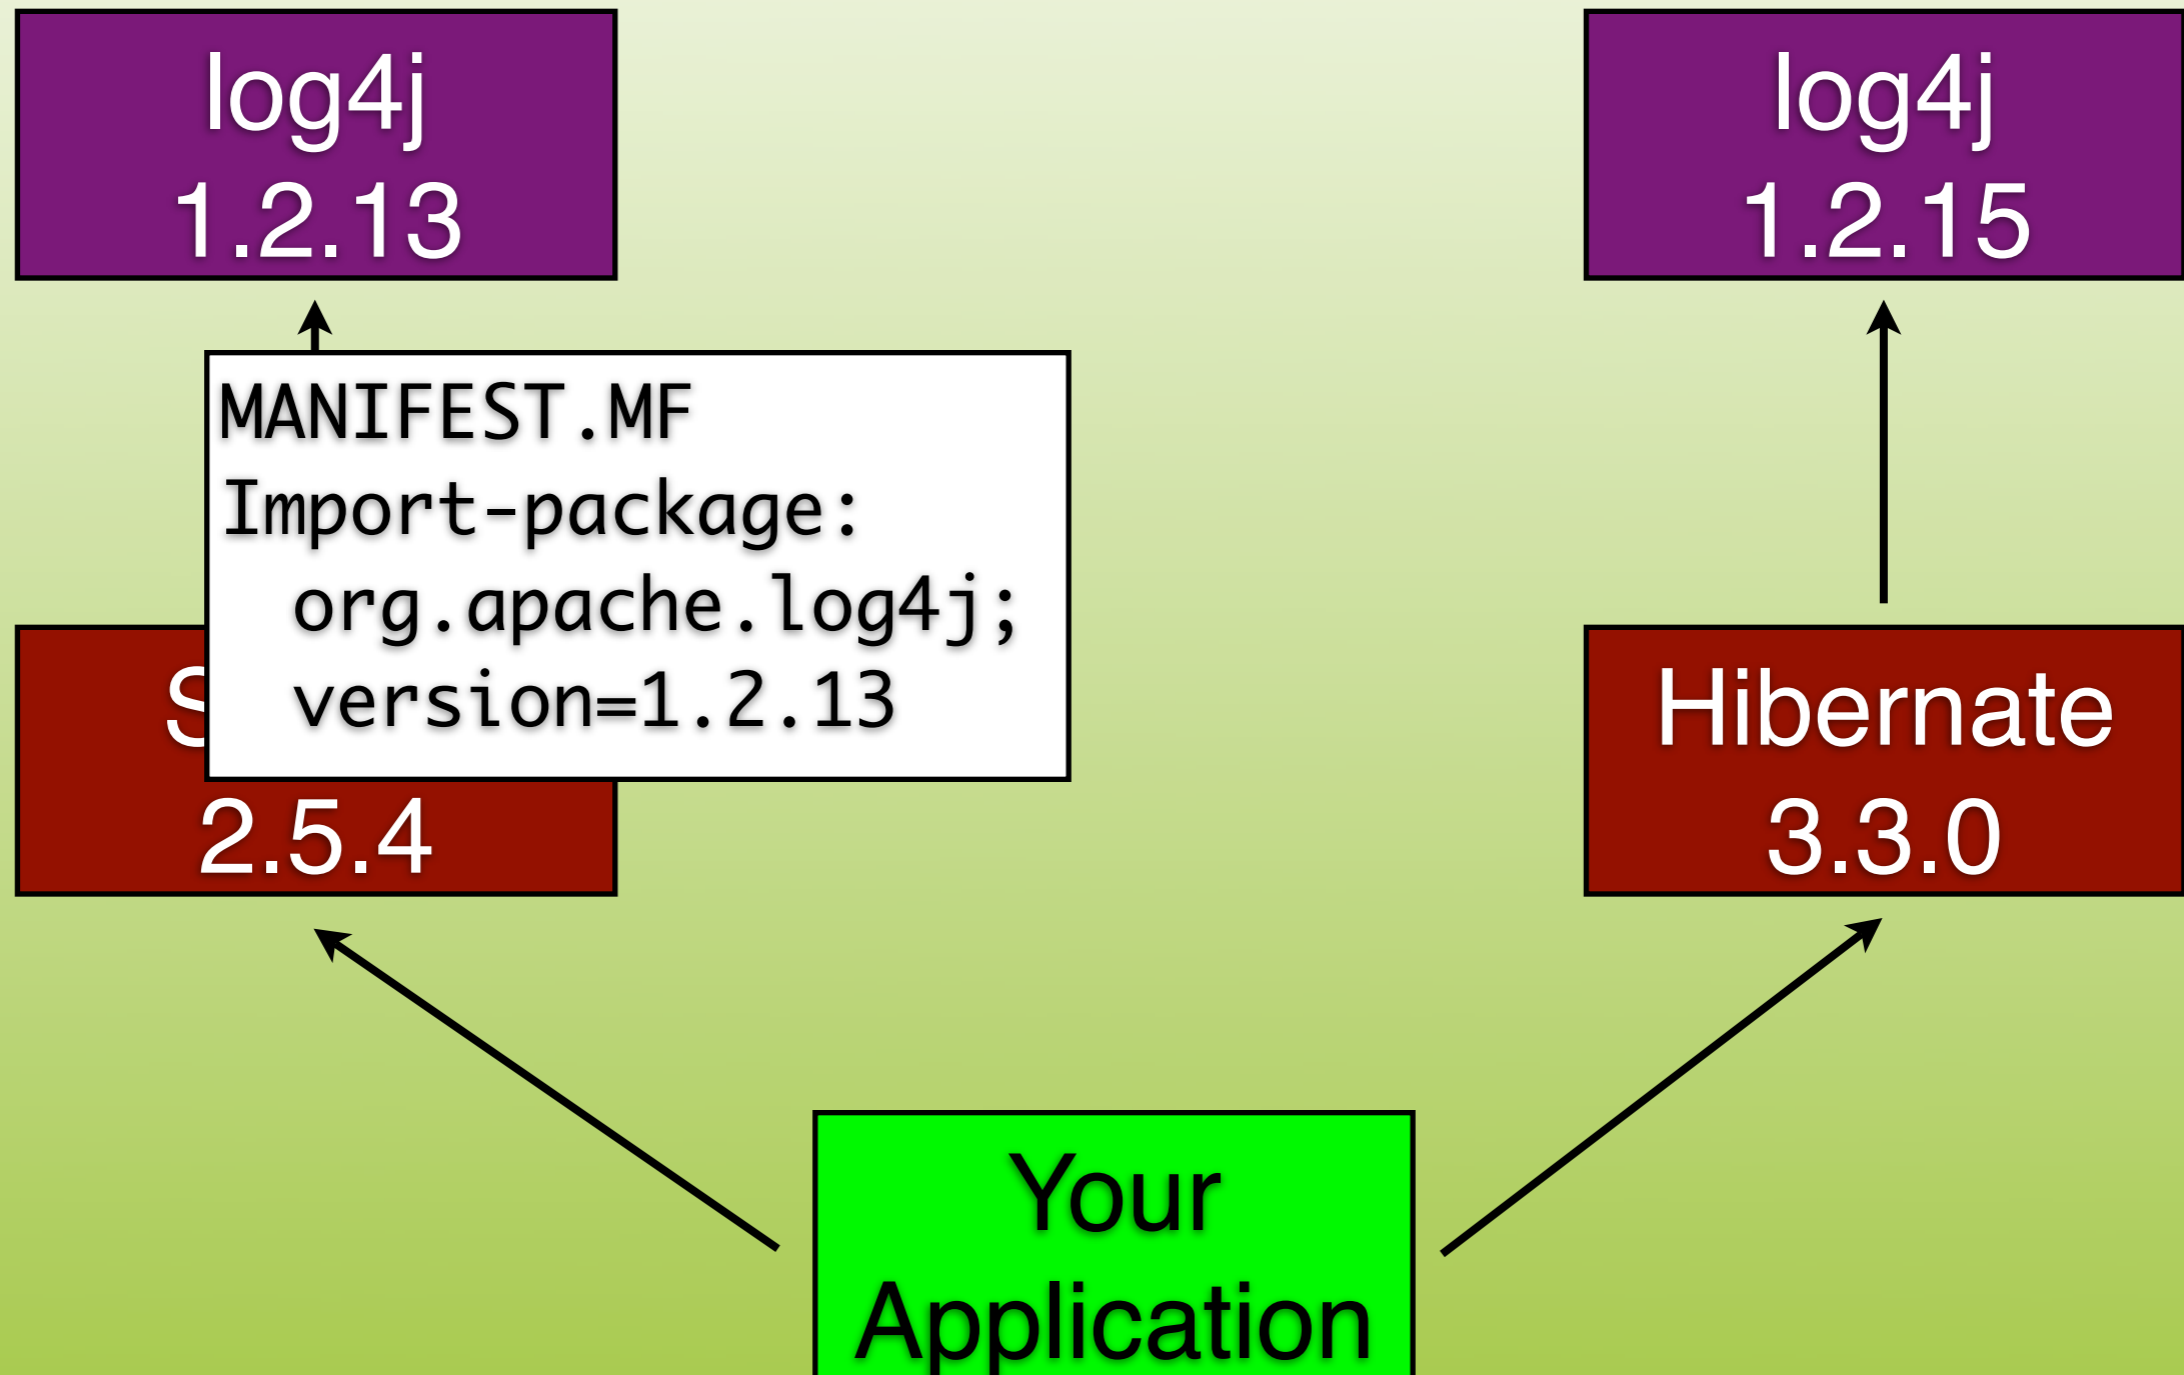 log4j
1.2.13
log4j
1.2.15
MANIFEST.MF
Import-package:
org.apache.log4j;
version=1.2.13
2.5.4
Hibernate
3.3.0
Your
Application